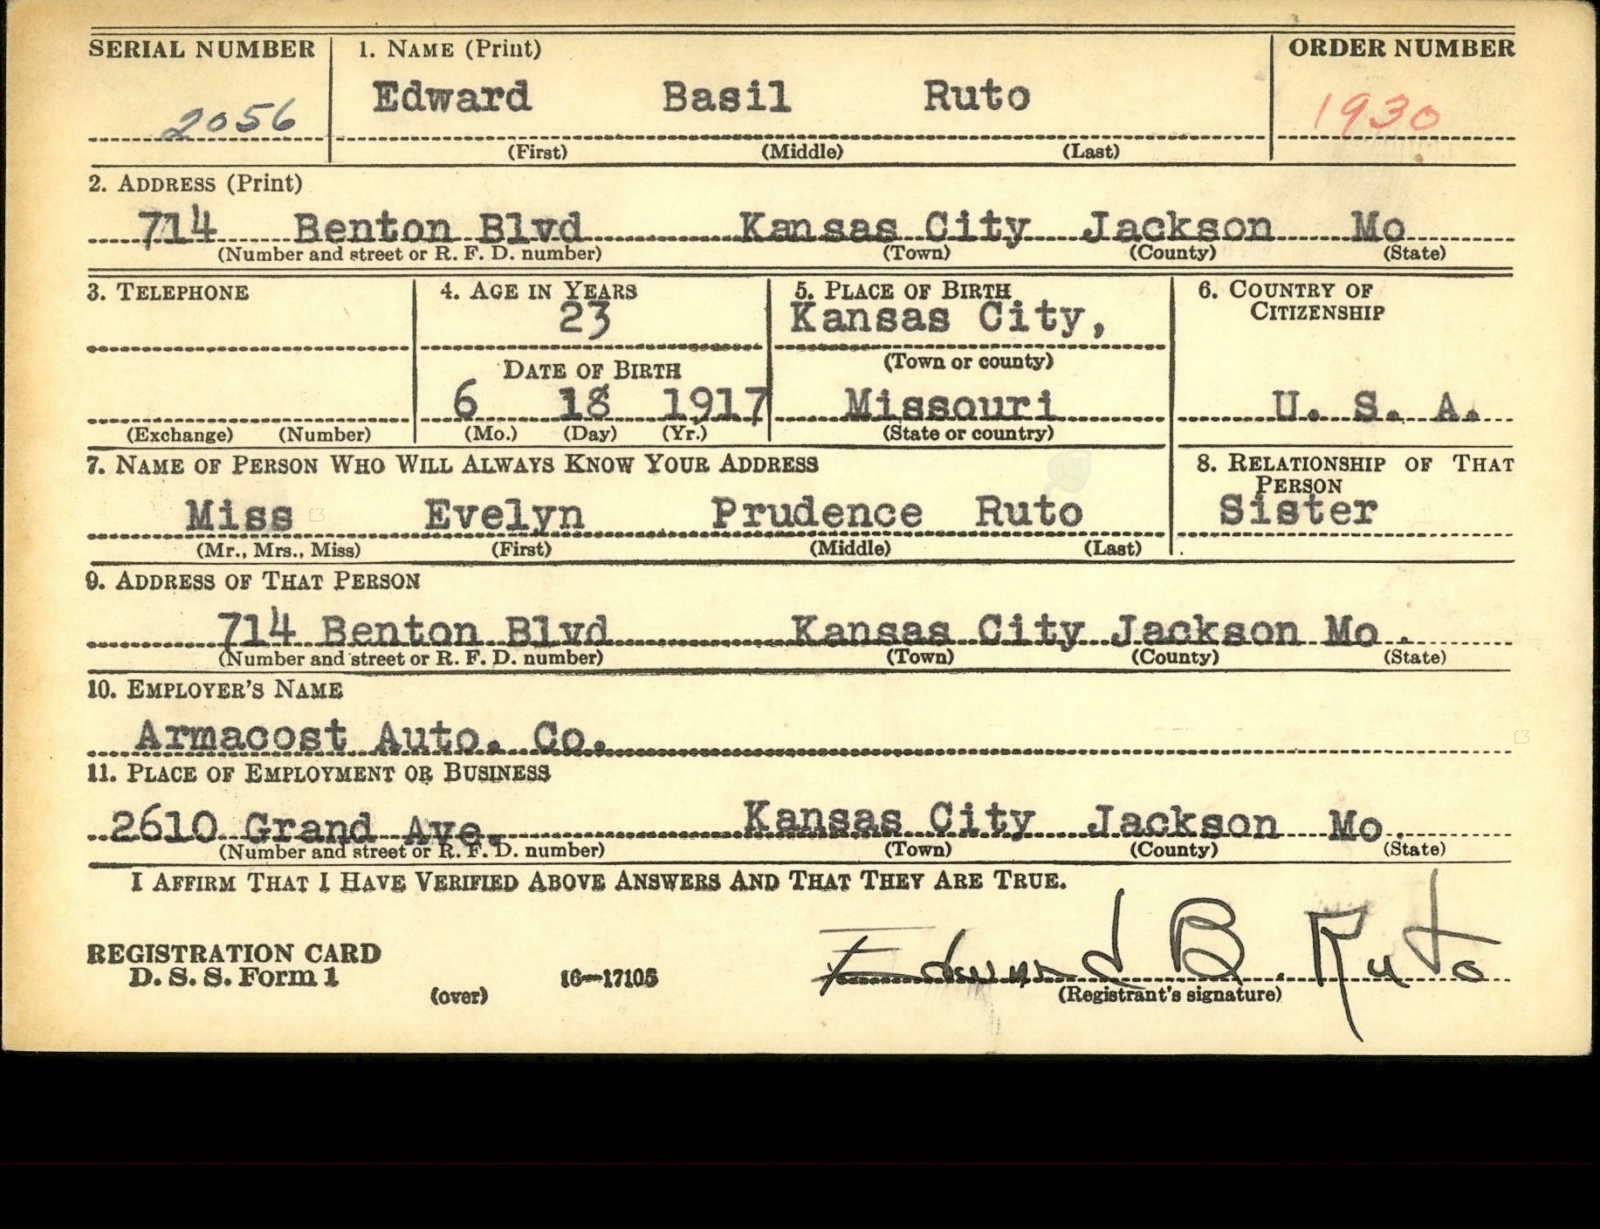 SERIAL NUMBER 1. NAME (Print) ORDER NUMBER
2056 Edward Basil Ruto 1930
(First) (Middle) (Last)
2. ADDRESS (Print)
714 Benton Blvd Kansas City Jackson Mo
(Number and street or R. F. D. number) (Town) (County) (State)
3. TELEPHONE 4. AGE IN YEARS 5. PLACE OF BIRTH 6. COUNTRY OF
CITIZENSHIP
23 Kansas City,
(Town or county)
DATE OF BIRTH
6 18 1917 Missouri U. S. A.
(Exchange) (Number) (Mo.) (Day) (Yr.) (State or country)
7. NAME OF PERSON WHO WILL ALWAYS KNOW YOUR ADDRESS 8. RELATIONSHIP OF THAT
PERSON
Miss Evelyn Prudence Ruto Sister
(Mr., Mrs., Miss) (First) (Middle) (Last)
9. ADDRESS OF THAT PERSON
714 Benton Blvd Kansas City Jackson Mo.
(Number and street or R. F. D. number) (Town) (County) (State)
10. EMPLOYER'S NAME
Armacost Auto. Co.
11. PLACE OF EMPLOYMENT OR BUSINESS
2610 Grand Ave. Kansas City Jackson Mo.
(Number and street or R. F. D. number) (Town) (County) (State)
I AFFIRM THAT I HAVE VERIFIED ABOVE ANSWERS AND THAT THEY ARE TRUE.
Edward B. Ruto
REGISTRATION CARD
D. S. S. Form 1 16—17105
(over) (Registrant's signature)